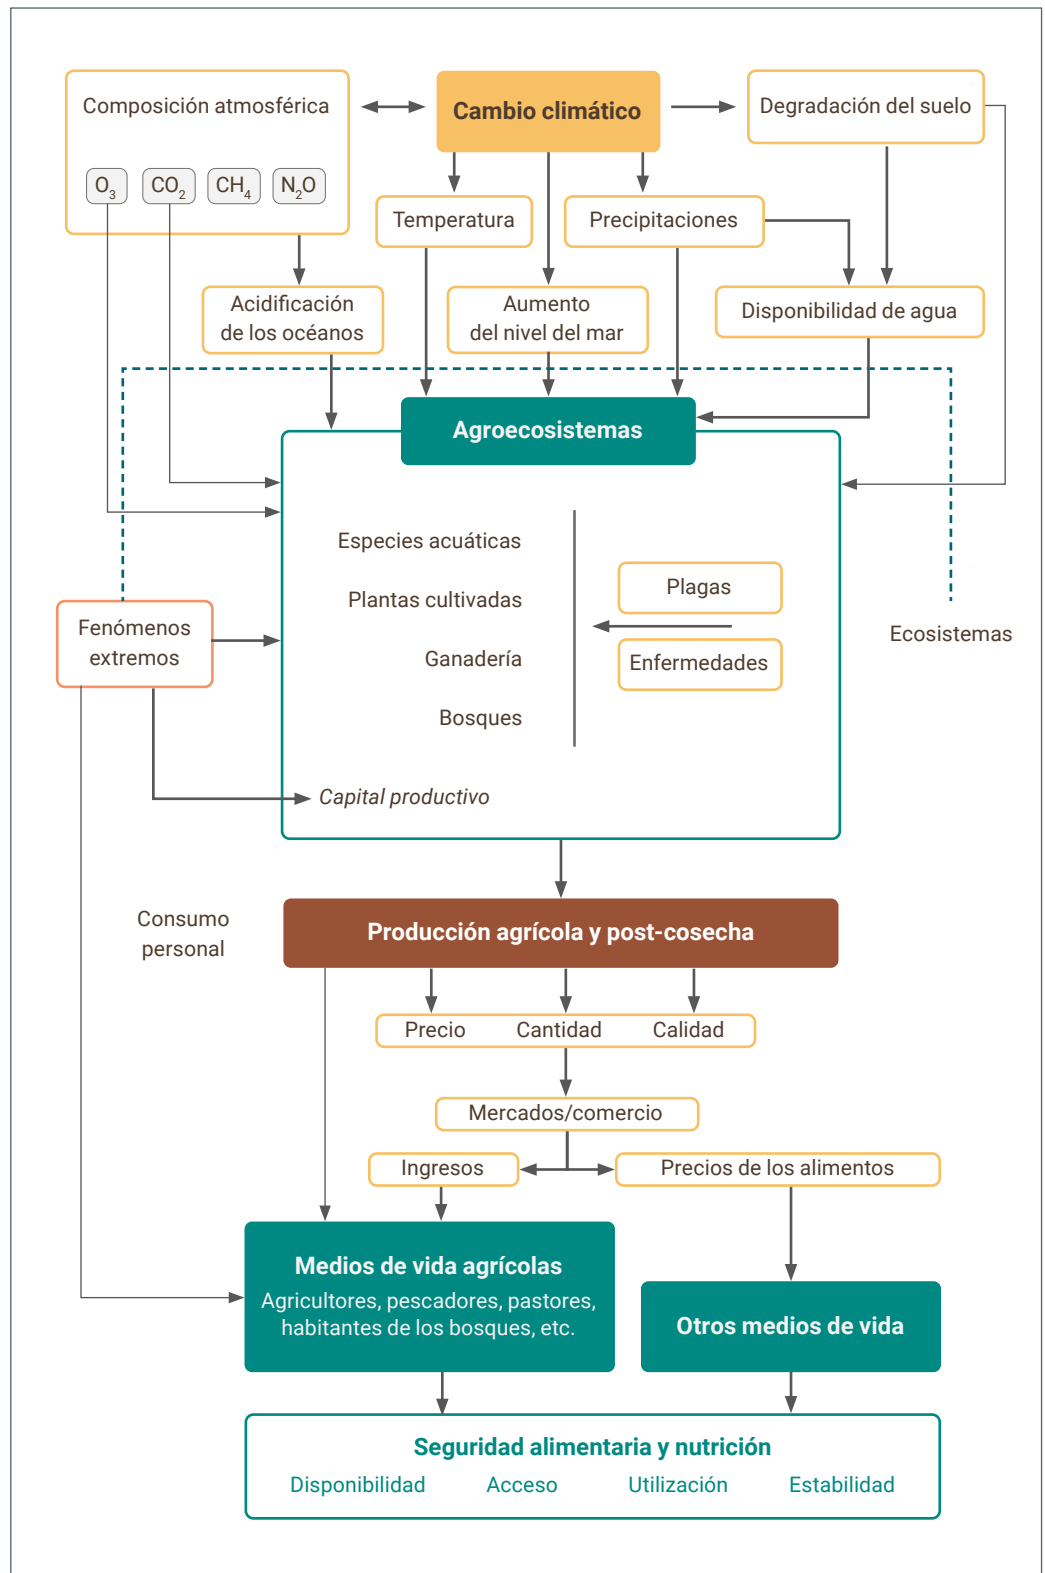 Composición atmosférica
Cambio climático
Degradación del suelo
O3
CO2
CH4
N2O
Temperatura
Precipitaciones
Acidificación
de los océanos
Aumento
del nivel del mar
Disponibilidad de agua
Agroecosistemas
Especies acuáticas
Plantas cultivadas
Ganadería
Bosques
Plagas
Enfermedades
Fenómenos
extremos
Ecosistemas
Capital productivo
Consumo
personal
Producción agrícola y post-cosecha
Precio
Cantidad
Calidad
Mercados/comercio
Ingresos
Precios de los alimentos
Medios de vida agrícolas
Agricultores, pescadores, pastores,
habitantes de los bosques, etc.
Otros medios de vida
Seguridad alimentaria y nutrición
Disponibilidad
Acceso
Utilización
Estabilidad